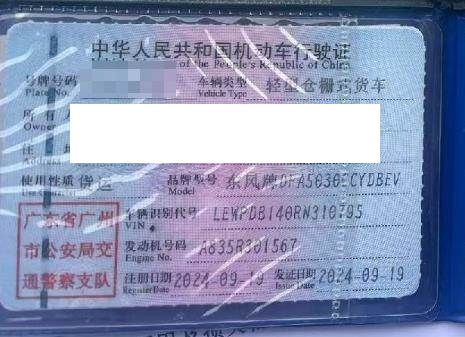 中华人民共和国机动车行驶证
of the People's Republic of China
号牌号码
Plate No.
车辆类型 轻型仓栅式货车
Vehicle Type
所有人
Owner
住 址
Address
使用性质 货运
品牌型号 东风牌DFA5030CCYDBEV
Model
广东省广州
市公安局交
通警察支队
车辆识别代号 LEWPDB140RN310795
VIN
发动机号码 A635R301567
Engine No.
注册日期 2024-09-19 发证日期 2024-09-19
Register Date Issue Date